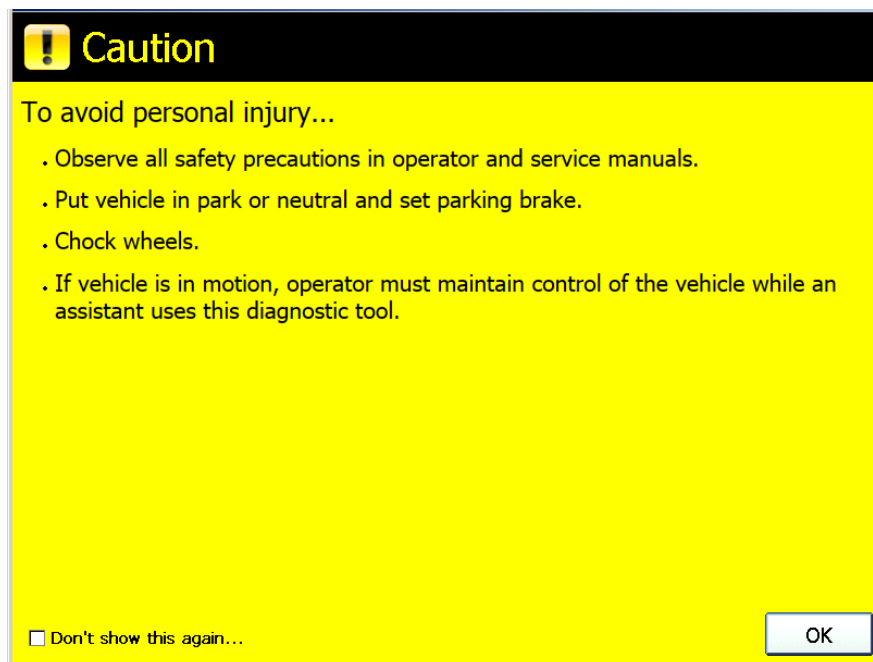 Caution
To avoid personal injury...
. Observe all safety precautions in operator and service manuals.
. Put vehicle in park or neutral and set parking brake.
. Chock wheels.
. If vehicle is in motion, operator must maintain control of the vehicle while an
assistant uses this diagnostic tool.
Don't show this again...
OK